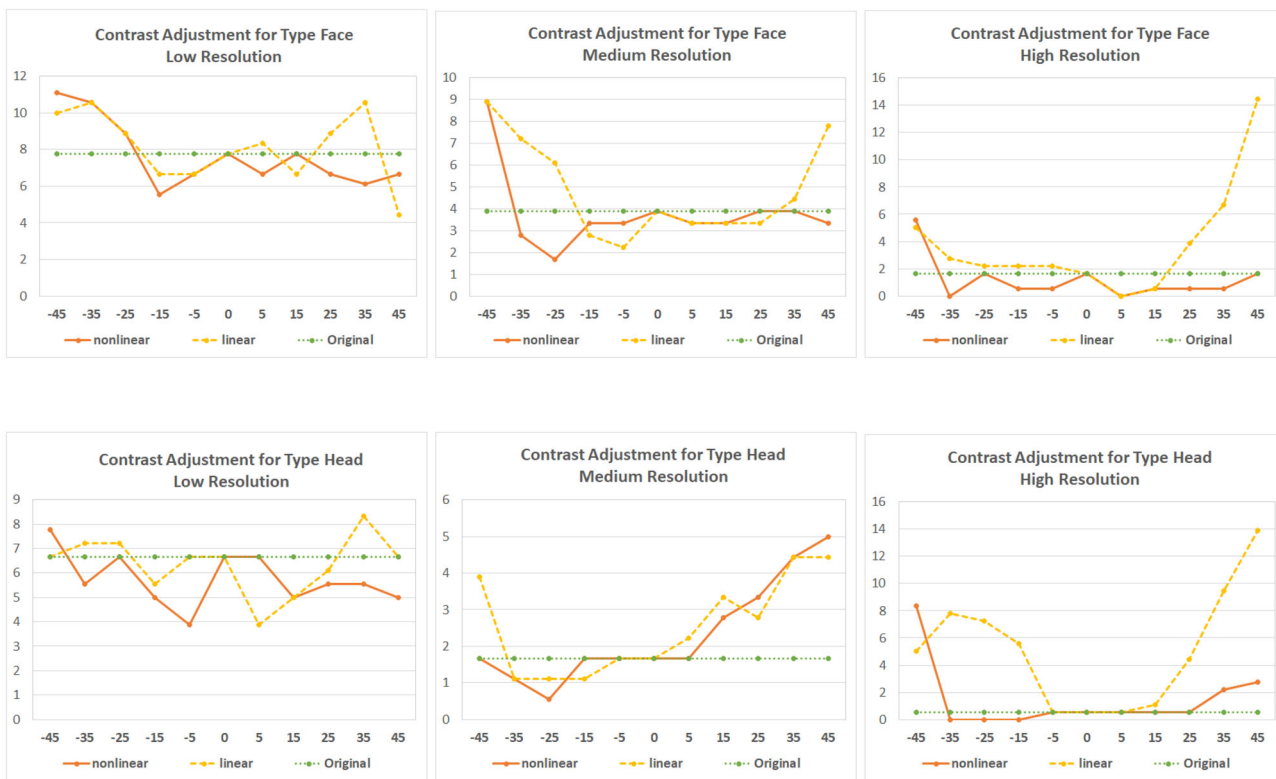 Contrast Adjustment for Type Face
Low Resolution
12
10
8
6
4
2
0
-45 -35 -25 -15 -5 0 5 15 25 35 45
nonlinear linear Original
Contrast Adjustment for Type Face
Medium Resolution
10
9
8
7
6
5
4
3
2
1
0
-45 -35 -25 -15 -5 0 5 15 25 35 45
nonlinear linear Original
Contrast Adjustment for Type Face
High Resolution
16
14
12
10
8
6
4
2
0
-45 -35 -25 -15 -5 0 5 15 25 35 45
nonlinear linear Original
Contrast Adjustment for Type Head
Low Resolution
9
8
7
6
5
4
3
2
1
0
-45 -35 -25 -15 -5 0 5 15 25 35 45
nonlinear linear Original
Contrast Adjustment for Type Head
Medium Resolution
6
5
4
3
2
1
0
-45 -35 -25 -15 -5 0 5 15 25 35 45
nonlinear linear Original
Contrast Adjustment for Type Head
High Resolution
16
14
12
10
8
6
4
2
0
-45 -35 -25 -15 -5 0 5 15 25 35 45
nonlinear linear Original